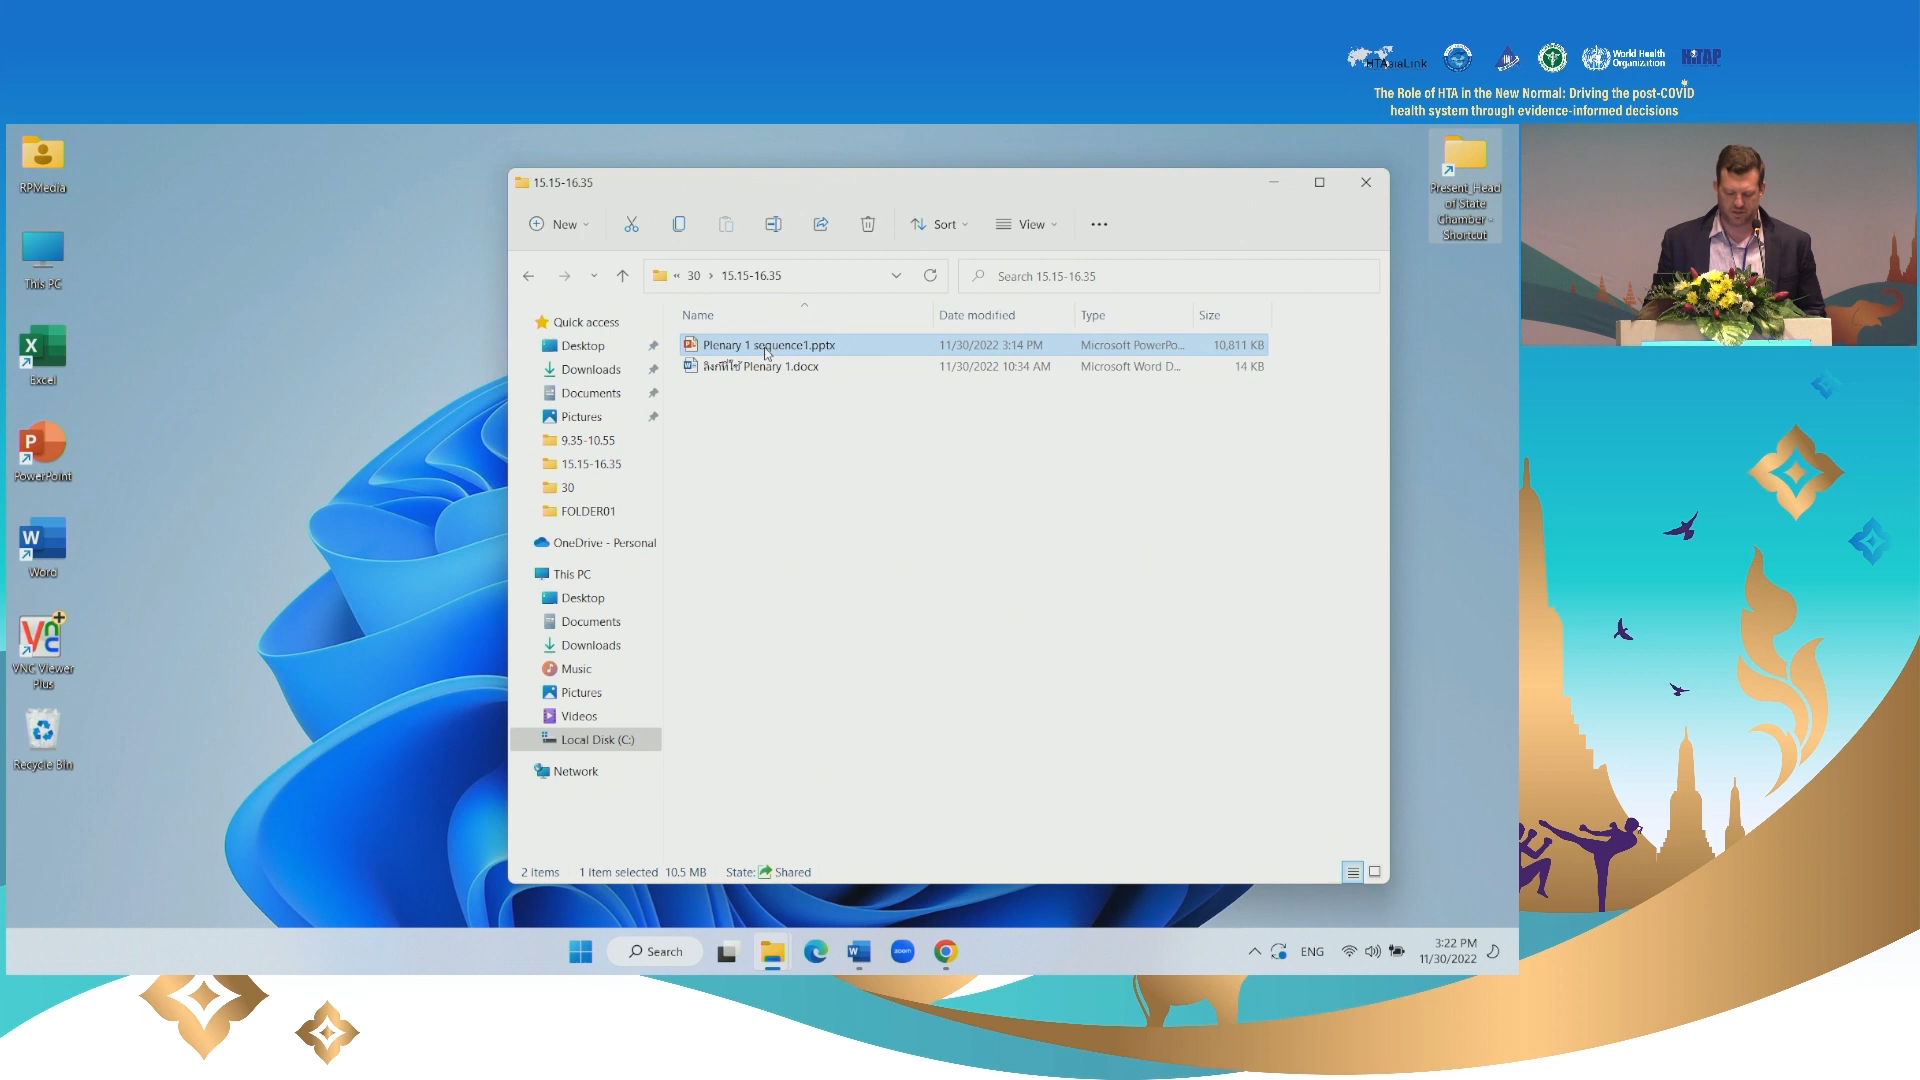 HTAsiaLink
World Health
Organization
HITAP
The Role of HTA in the New Normal: Driving the post-COVID
health system through evidence-informed decisions
RPMedia
This PC
Excel
PowerPoint
Word
VNC Viewer
Plus
Recycle Bin
Present_Head
of State
Chamber -
Shortcut
15.15-16.35
New
Sort
View
30
15.15-16.35
Search 15.15-16.35
Quick access
Desktop
Downloads
Documents
Pictures
9.35-10.55
15.15-16.35
30
FOLDER01
OneDrive - Personal
This PC
Desktop
Documents
Downloads
Music
Pictures
Videos
Local Disk (C:)
Network
Name Date modified Type Size
Plenary 1 sequence1.pptx 11/30/2022 3:14 PM Microsoft PowerPo... 10,811 KB
Plenary 1.docx 11/30/2022 10:34 AM Microsoft Word D... 14 KB
2 items 1 item selected 10.5 MB State: Shared
Search
zoom
ENG
3:22 PM
11/30/2022